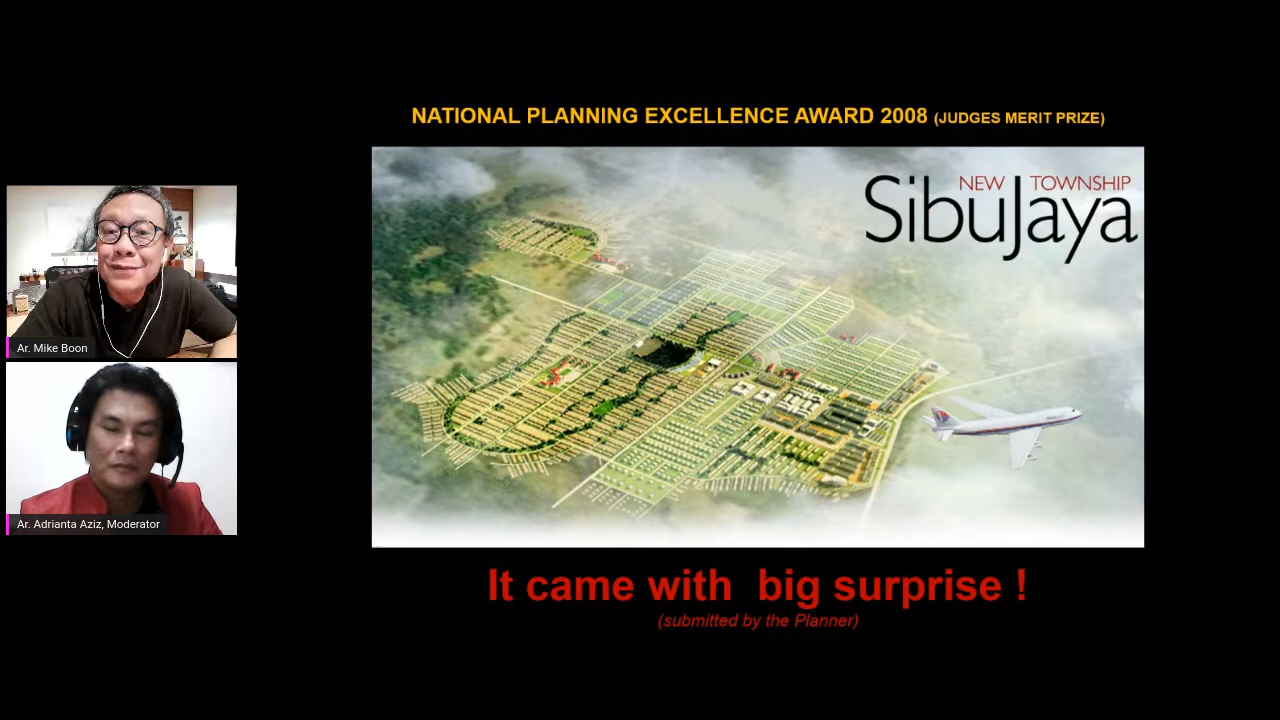 NATIONAL PLANNING EXCELLENCE AWARD 2008 (JUDGES MERIT PRIZE)
NEW TOWNSHIP
SibuJaya
Ar. Mike Boon
Ar. Adrianta Aziz, Moderator
It came with  big surprise !
(submitted by the Planner)